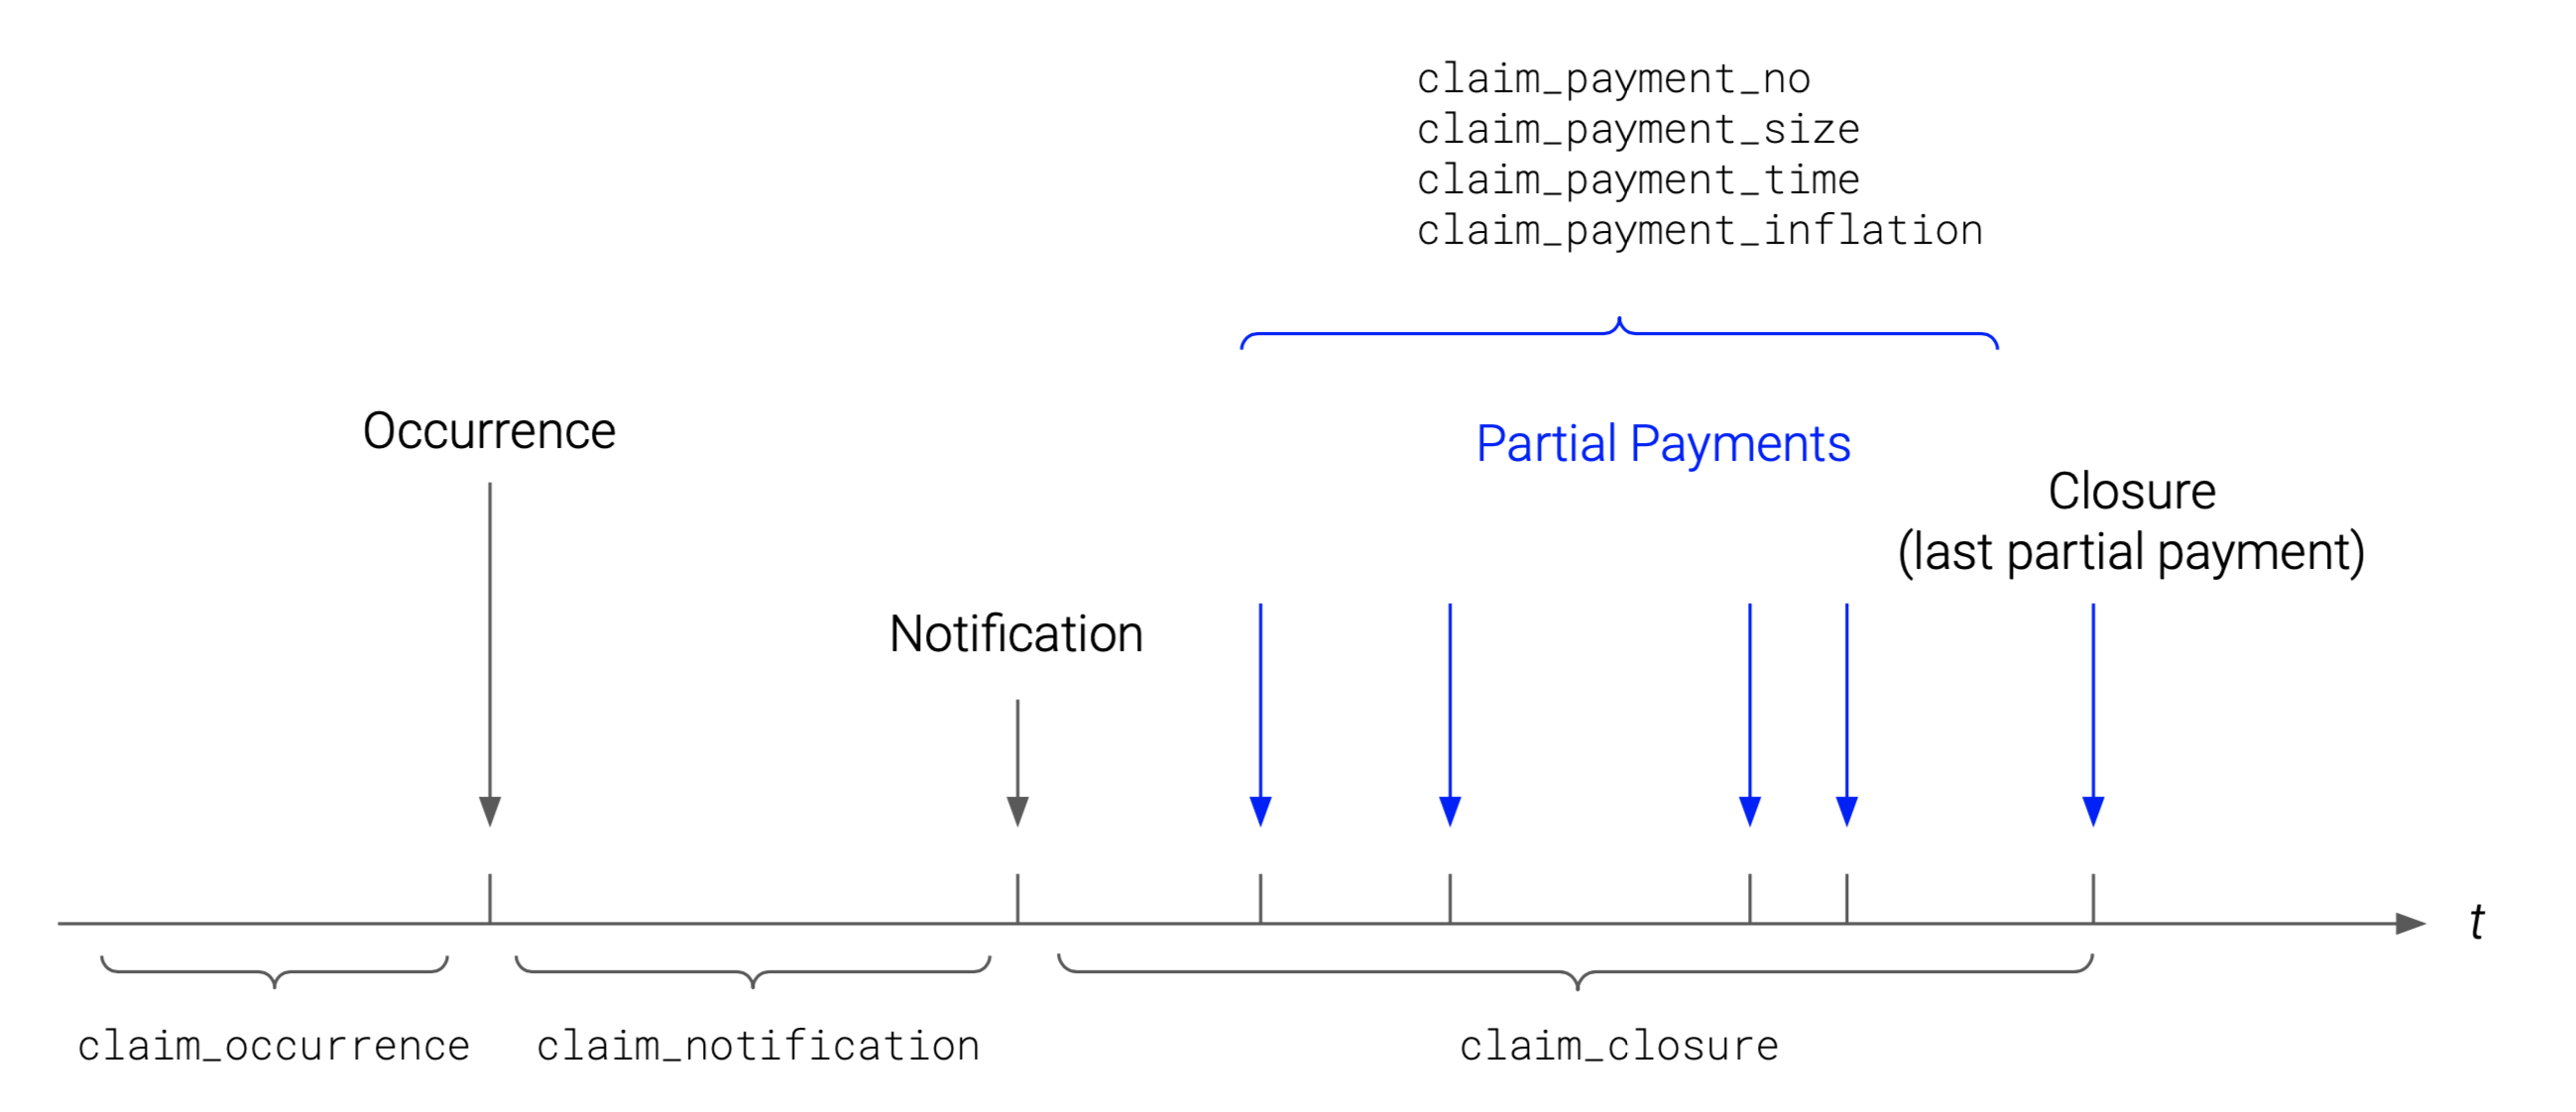 claim_payment_no
claim_payment_size
claim_payment_time
claim_payment_inflation
Occurrence
Partial Payments
Closure
(last partial payment)
Notification
t
claim_occurrence
claim_notification
claim_closure